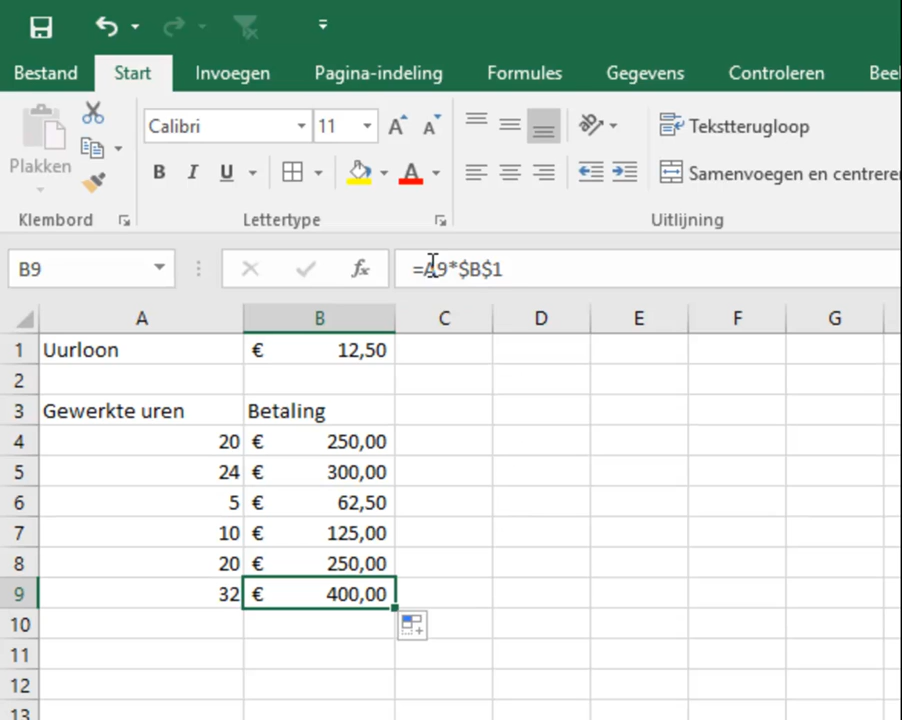 Bestand Start Invoegen Pagina-indeling Formules Gegevens Controleren Bee
Calibri 11 Tekstterugloop
Plakken B I U A Samenvoegen en centrere
Klembord Lettertype Uitlijning
B9 fx =A9*$B$1
A B C D E F G
1 Uurloon € 12,50
2
3 Gewerkte uren Betaling
4 20 € 250,00
5 24 € 300,00
6 5 € 62,50
7 10 € 125,00
8 20 € 250,00
9 32 € 400,00
10
11
12
13